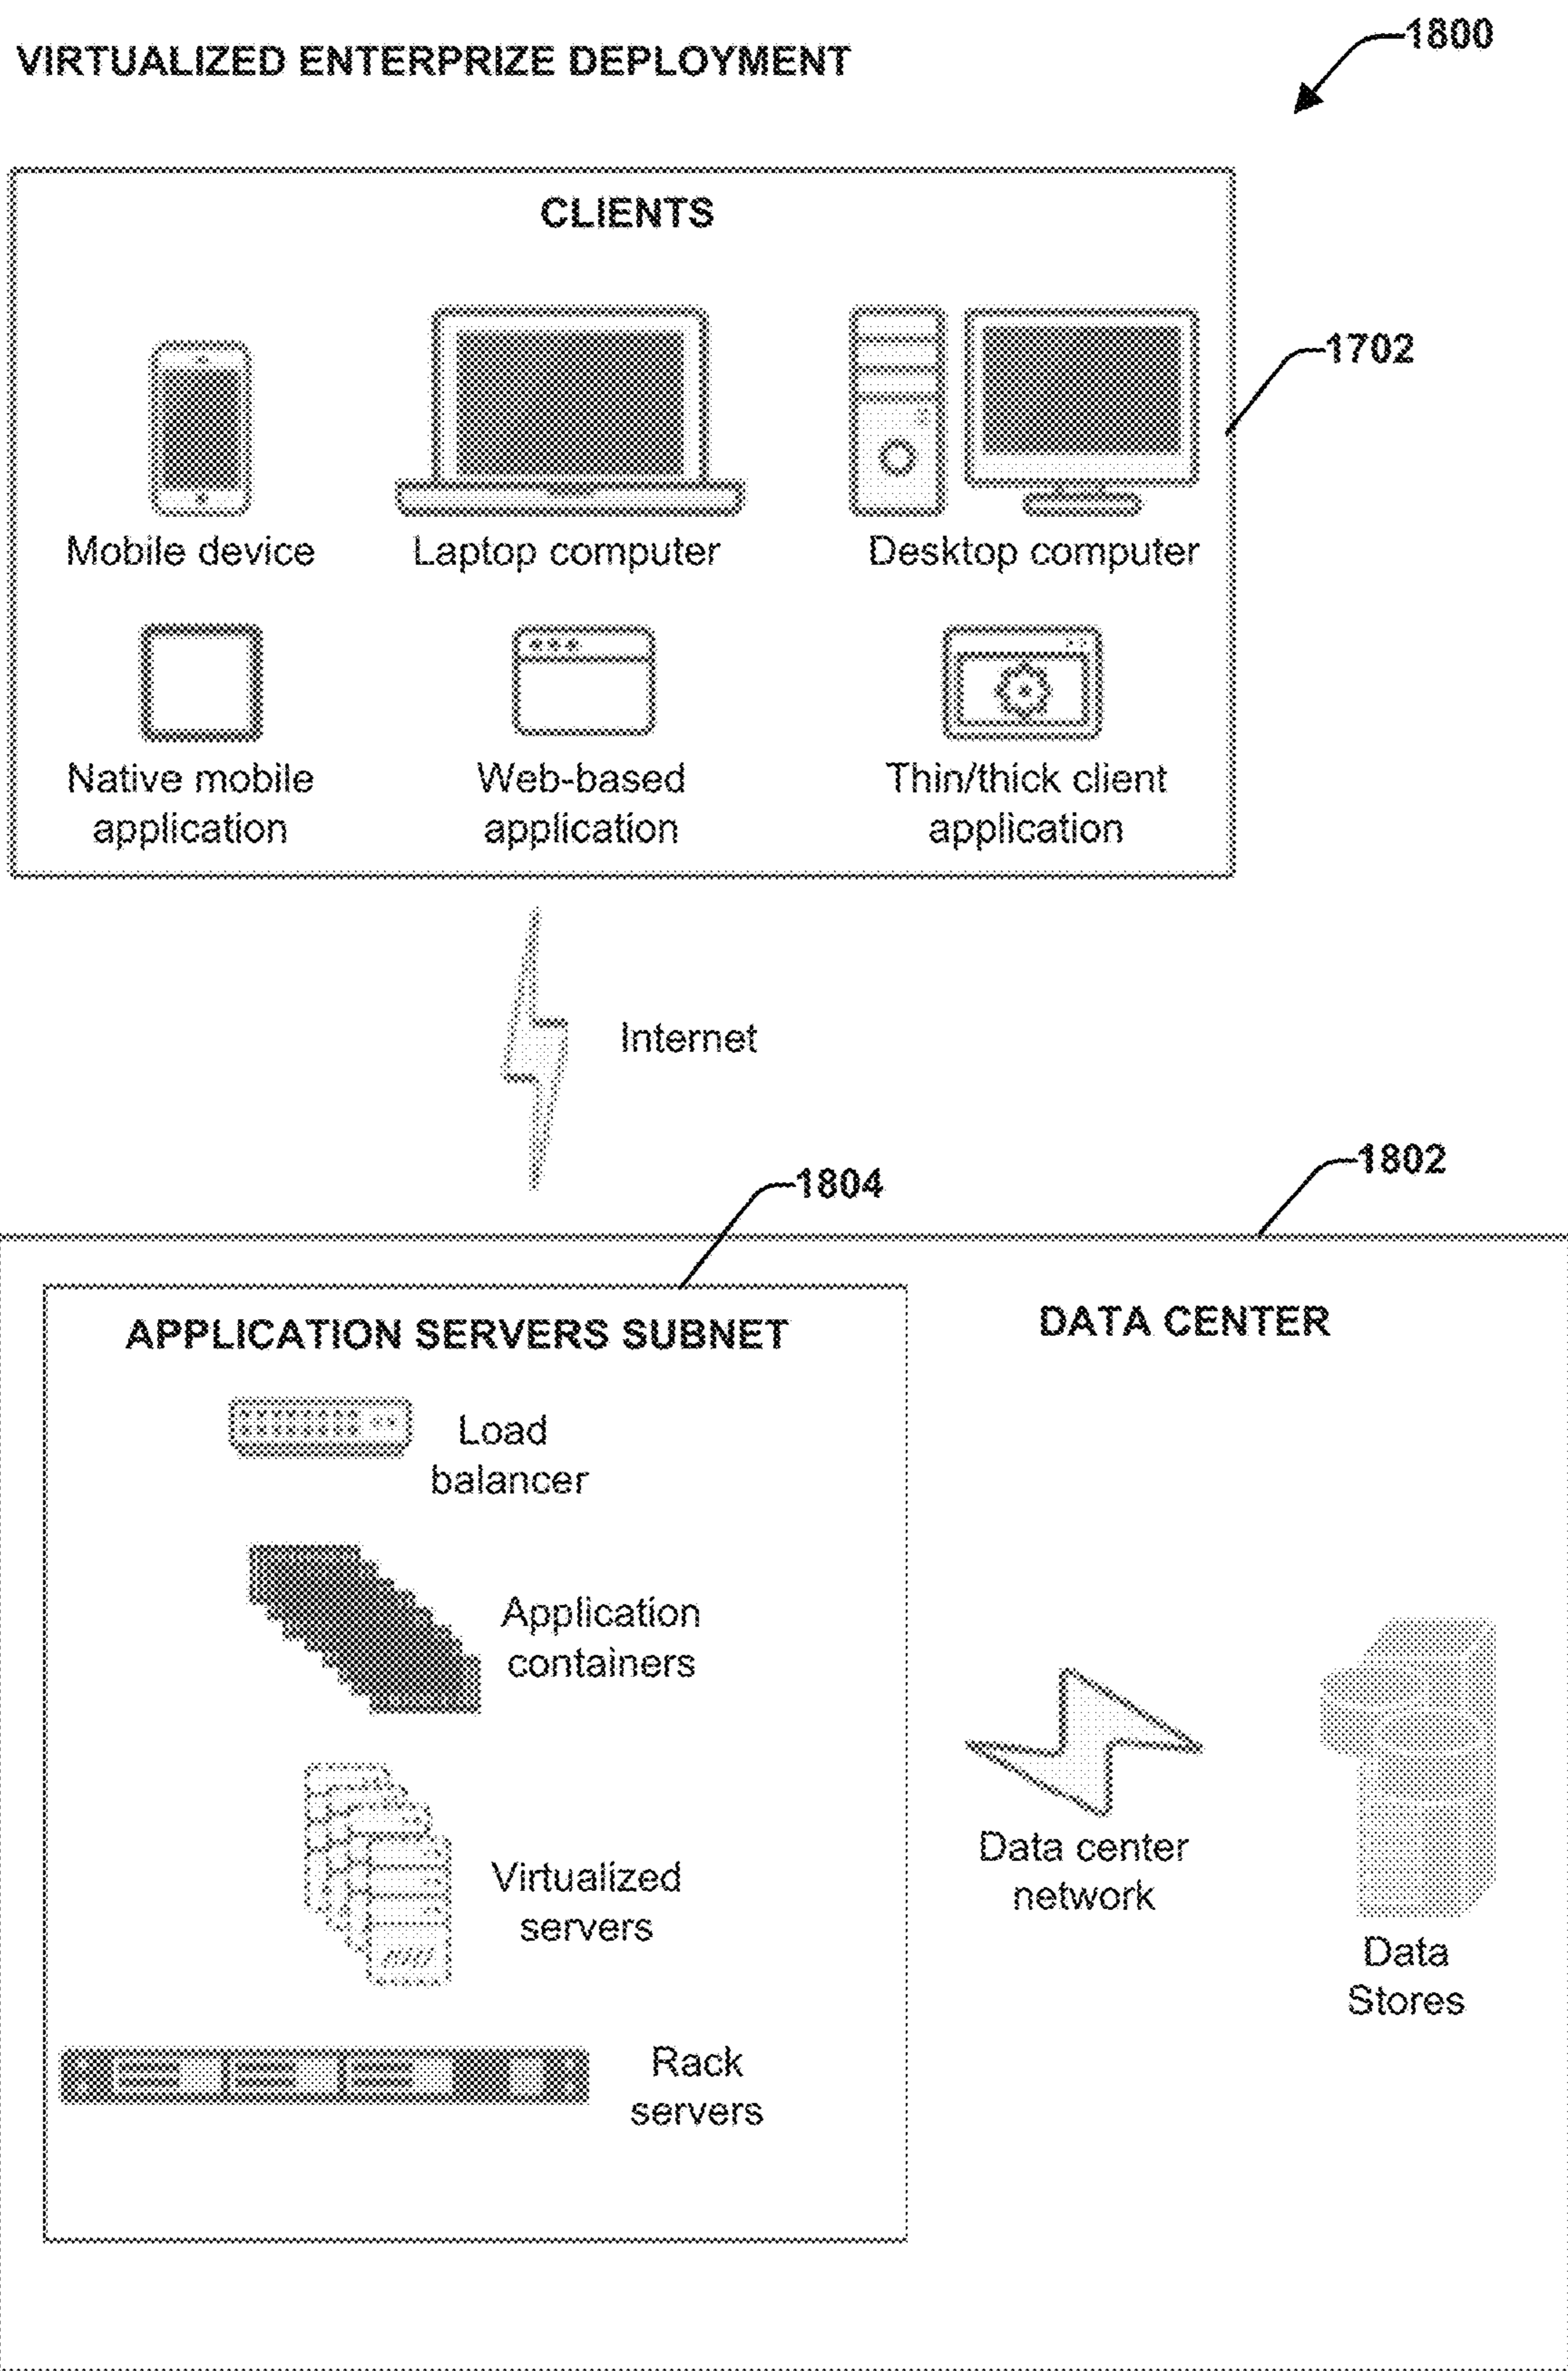 1800
VIRTUALIZED ENTERPRIZE DEPLOYMENT
CLIENTS
1702
Mobile device
Laptop computer
Desktop computer
Native mobile
application
Web-based
application
Thin/thick client
application
Internet
1802
1804
APPLICATION SERVERS SUBNET
DATA CENTER
Load
balancer
Application
containers
Virtualized
servers
Data center
network
Data
Stores
Rack
servers